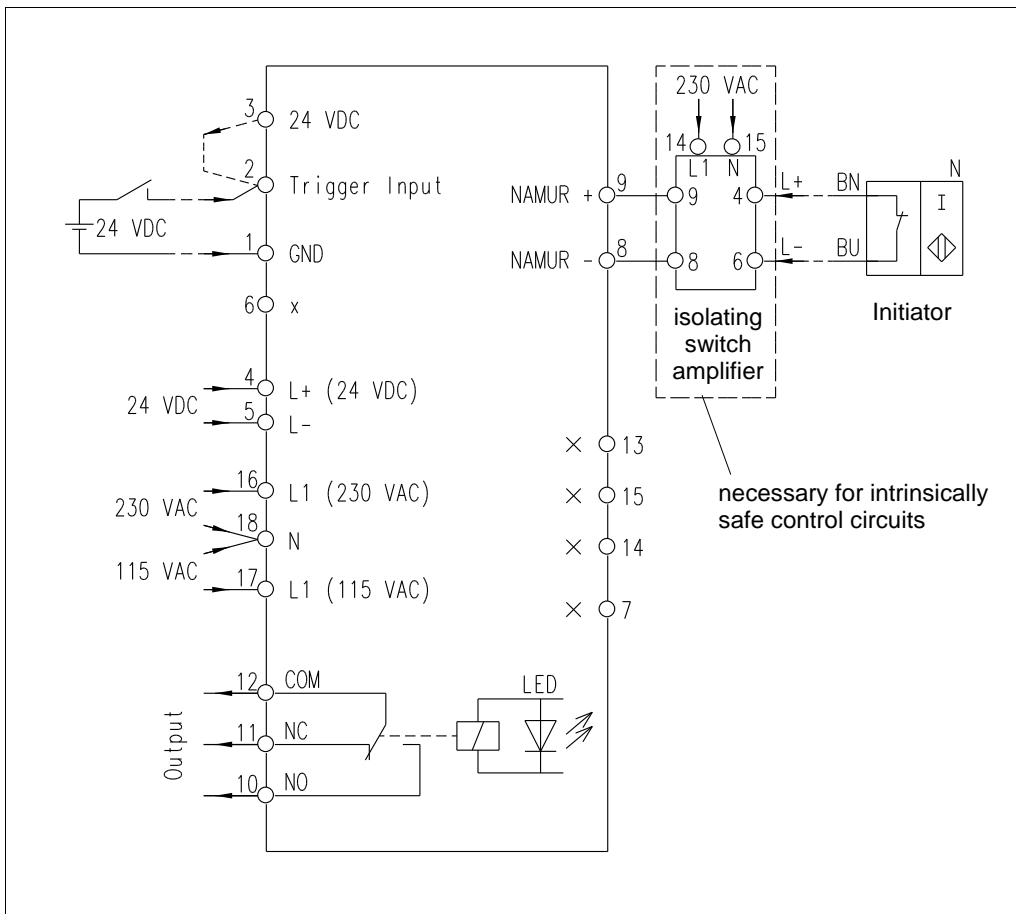 230 VAC
14 15
L1 N
3 24 VDC
2 Trigger Input
24 VDC
1 GND
6 x
NAMUR + 9
NAMUR - 8
9 4
8 6
L+ BN
L- BU
N
I
isolating
switch
amplifier
Initiator
4 L+ (24 VDC)
24 VDC
5 L-
16 L1 (230 VAC)
230 VAC
18 N
115 VAC
17 L1 (115 VAC)
× 13
× 15
× 14
× 7
necessary for intrinsically
safe control circuits
12 COM
11 NC
10 NO
Output
LED